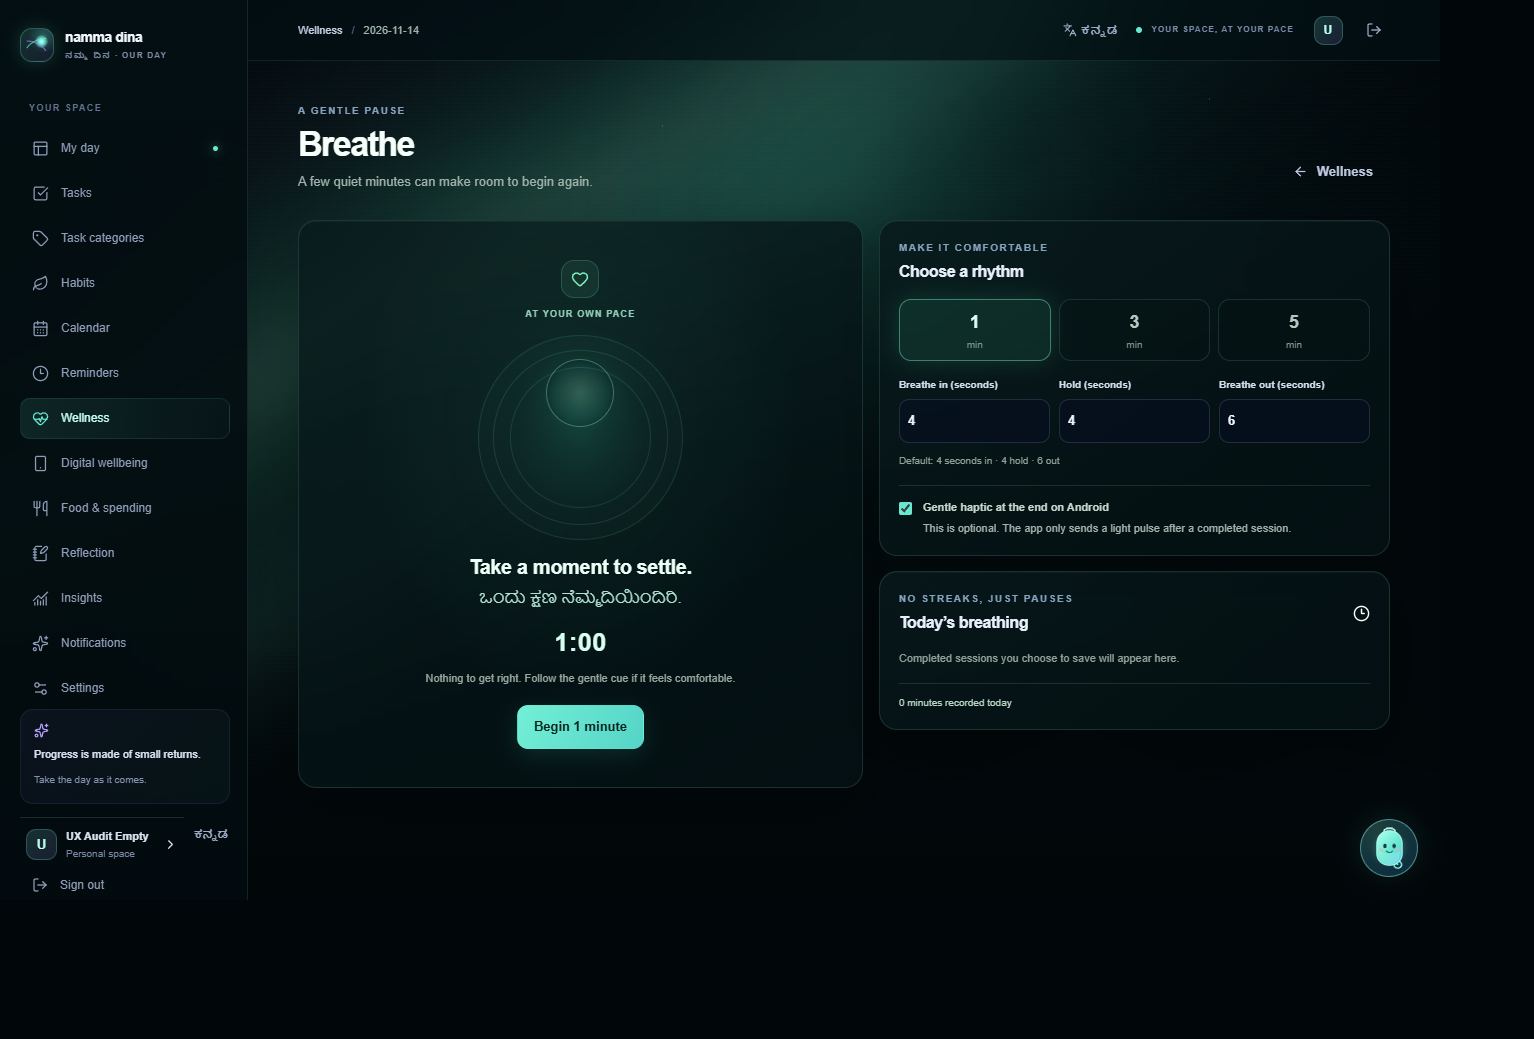 namma dina
ನಮ್ಮ ದಿನ · OUR DAY
YOUR SPACE
My day
Tasks
Task categories
Habits
Calendar
Reminders
Wellness
Digital wellbeing
Food & spending
Reflection
Insights
Notifications
Settings
Progress is made of small returns.
Take the day as it comes.
U
UX Audit Empty
Personal space
ಕನ್ನಡ
Sign out
Wellness / 2026-11-14
ಕನ್ನಡ
YOUR SPACE, AT YOUR PACE
U
A GENTLE PAUSE
Breathe
A few quiet minutes can make room to begin again.
Wellness
AT YOUR OWN PACE
Take a moment to settle.
ಒಂದು ಕ್ಷಣ ನೆಮ್ಮದಿಯಿಂದಿರಿ.
1:00
Nothing to get right. Follow the gentle cue if it feels comfortable.
Begin 1 minute
MAKE IT COMFORTABLE
Choose a rhythm
1 3 5
min min min
Breathe in (seconds) Hold (seconds) Breathe out (seconds)
4 4 6
Default: 4 seconds in · 4 hold · 6 out
Gentle haptic at the end on Android
This is optional. The app only sends a light pulse after a completed session.
NO STREAKS, JUST PAUSES
Today’s breathing
Completed sessions you choose to save will appear here.
0 minutes recorded today